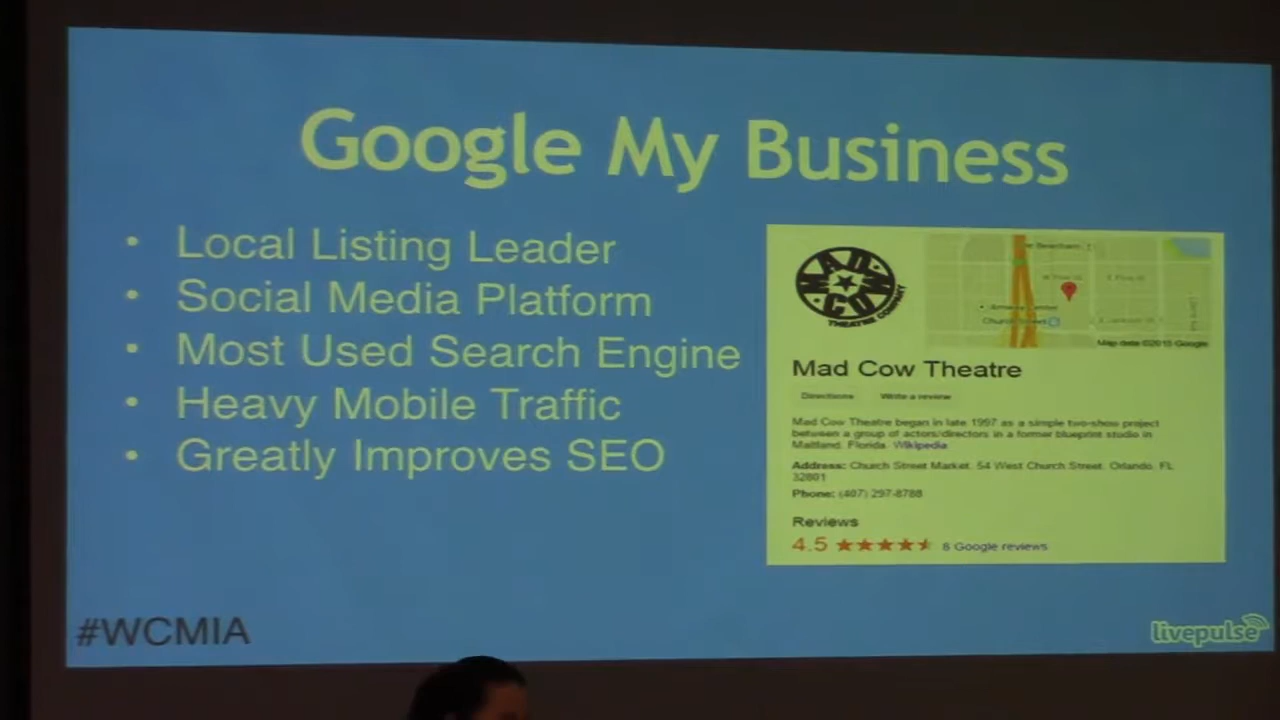 Google My Business
• Local Listing Leader
• Social Media Platform
• Most Used Search Engine
• Heavy Mobile Traffic
• Greatly Improves SEO
MAD
COW
THEATRE COMPANY
Church Street
Map data ©2015 Google
Mad Cow Theatre
Directions Write a review
Mad Cow Theatre began in late 1997 as a simple two-show project
between a group of actors/directors in a former blueprint studio in
Maitland, Florida. Wikipedia
Address: Church Street Market, 54 West Church Street, Orlando, FL
32801
Phone: (407) 297-8788
Reviews
4.5 8 Google reviews
#WCMIA
livepulse